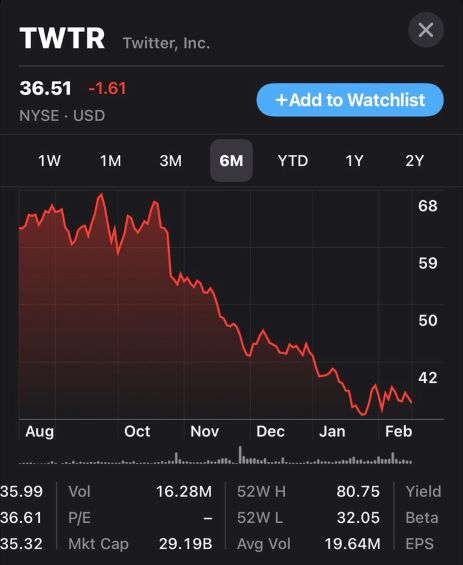 TWTR Twitter, Inc.
36.51 -1.61
+Add to Watchlist
NYSE · USD
1W 1M 3M 6M YTD 1Y 2Y
68
59
50
42
Aug Oct Nov Dec Jan Feb
35.99 Vol 16.28M 52W H 80.75 Yield
36.61 P/E – 52W L 32.05 Beta
35.32 Mkt Cap 29.19B Avg Vol 19.64M EPS